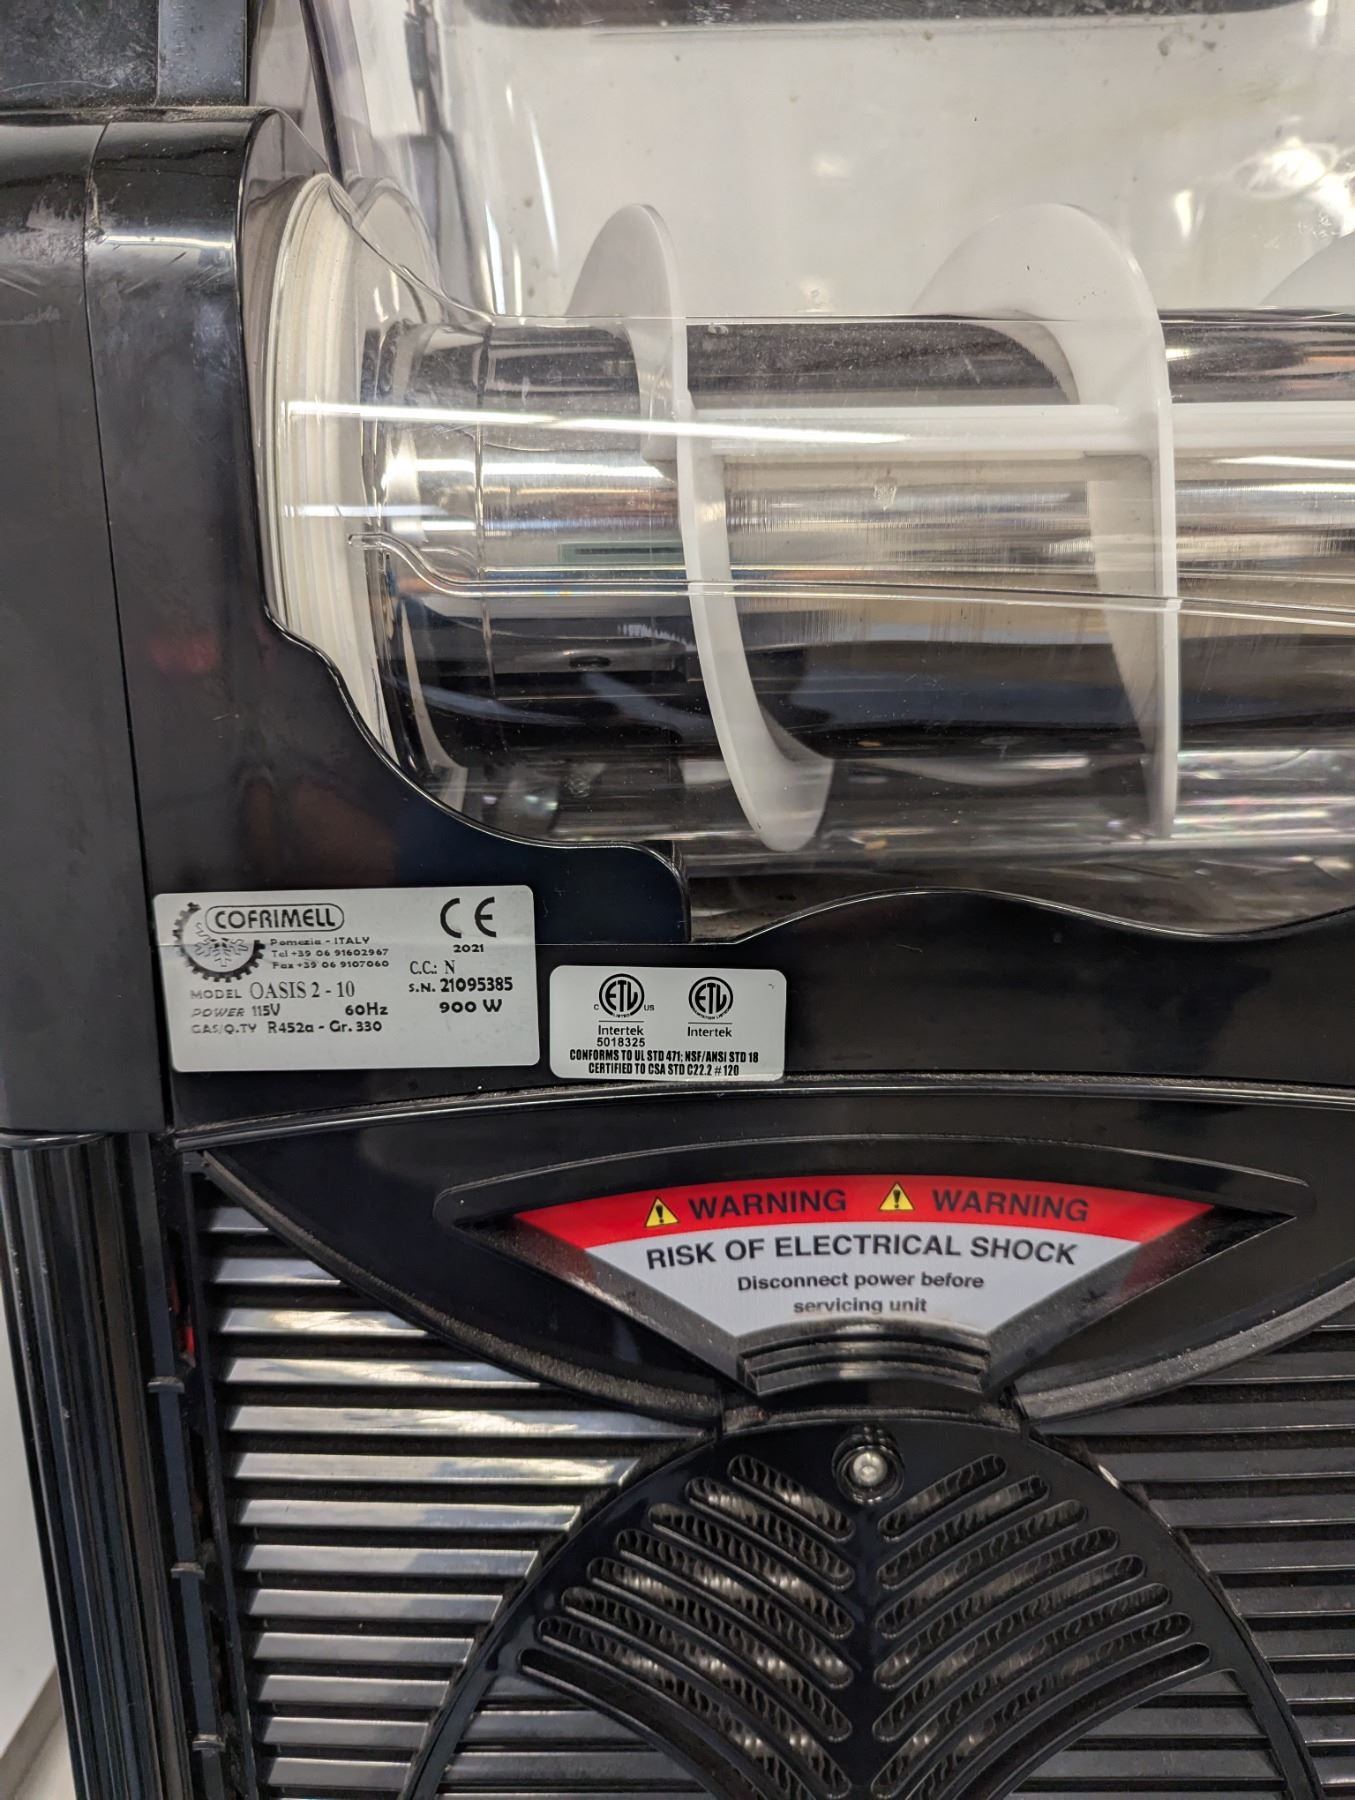 COFRIMELL
Pomezia - ITALY
Tel +39 06 91602967
Fax +39 06 9107060
CE
2021
C.C.: N
MODEL OASIS 2 - 10
S.N. 21095385
POWER 115V 60Hz 900 W
GAS/Q.TY R452a - Gr. 330
C ETL US ETL
Intertek Intertek
5018325
CONFORMS TO UL STD 471; NSF/ANSI STD 18
CERTIFIED TO CSA STD C22.2 # 120
WARNING WARNING
RISK OF ELECTRICAL SHOCK
Disconnect power before
servicing unit